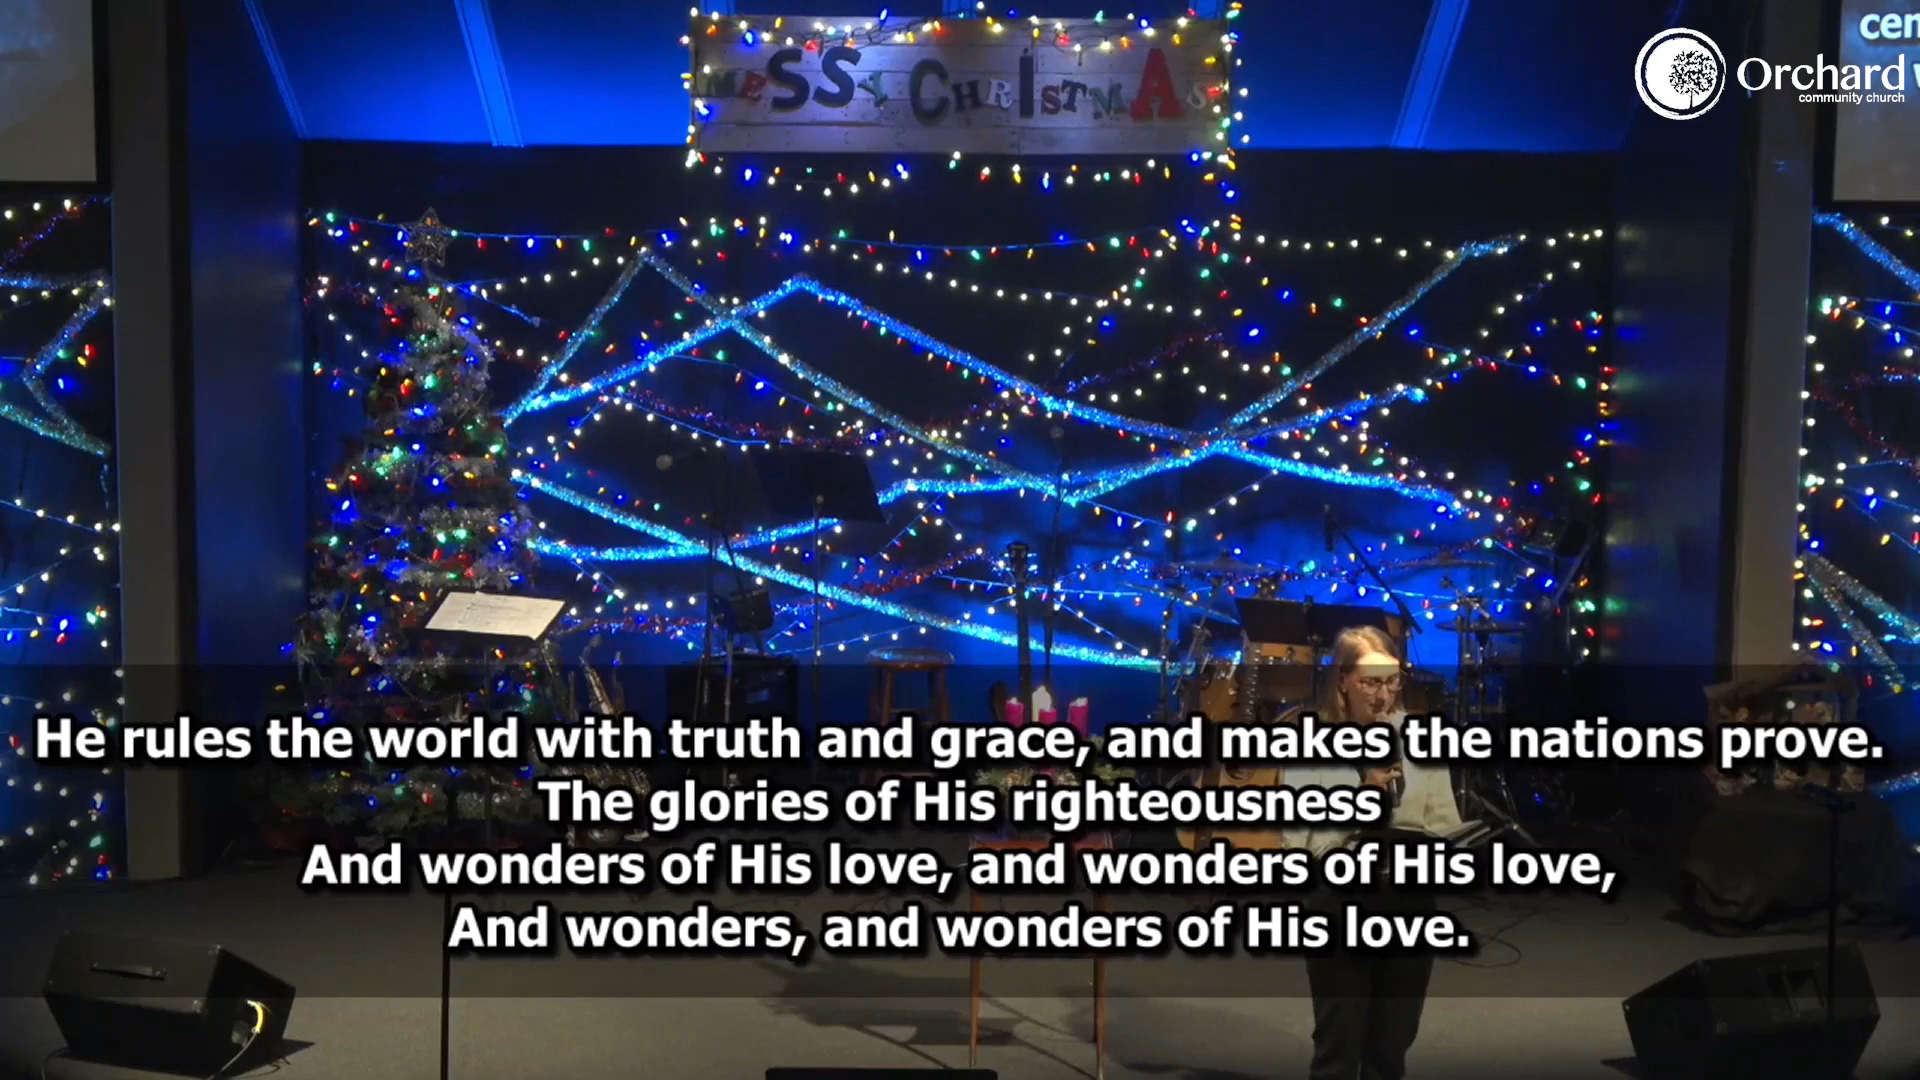 MESSY CHRISTMAS
cen
Orchard
community church
He rules the world with truth and grace, and makes the nations prove.
The glories of His righteousness
And wonders of His love, and wonders of His love,
And wonders, and wonders of His love.